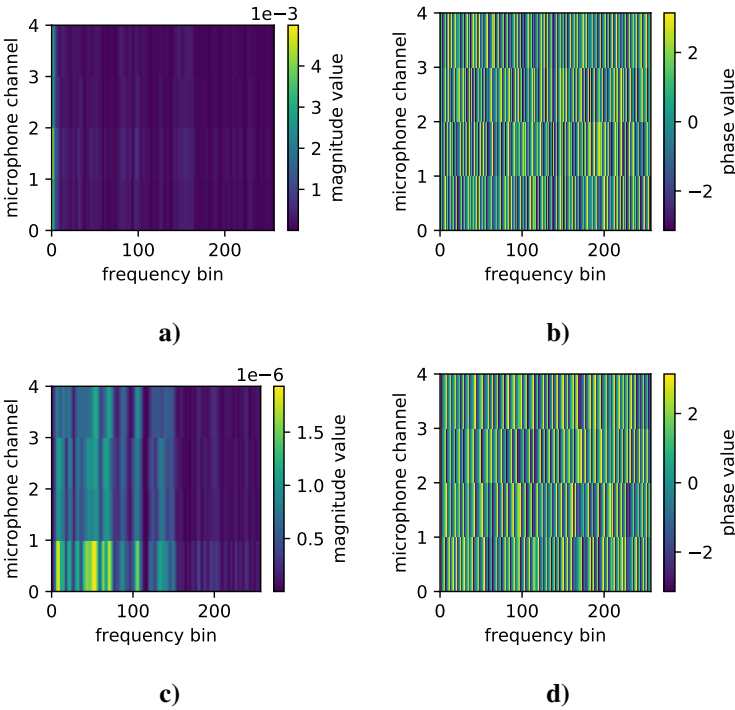 1e−3
4
3
2
1
0
microphone channel
0
100
200
frequency bin
4
3
2
1
magnitude value
4
3
2
1
0
microphone channel
0
100
200
frequency bin
2
0
−2
phase value
a)
b)
1e−6
4
3
2
1
0
microphone channel
0
100
200
frequency bin
1.5
1.0
0.5
magnitude value
4
3
2
1
0
microphone channel
0
100
200
frequency bin
2
0
−2
phase value
c)
d)